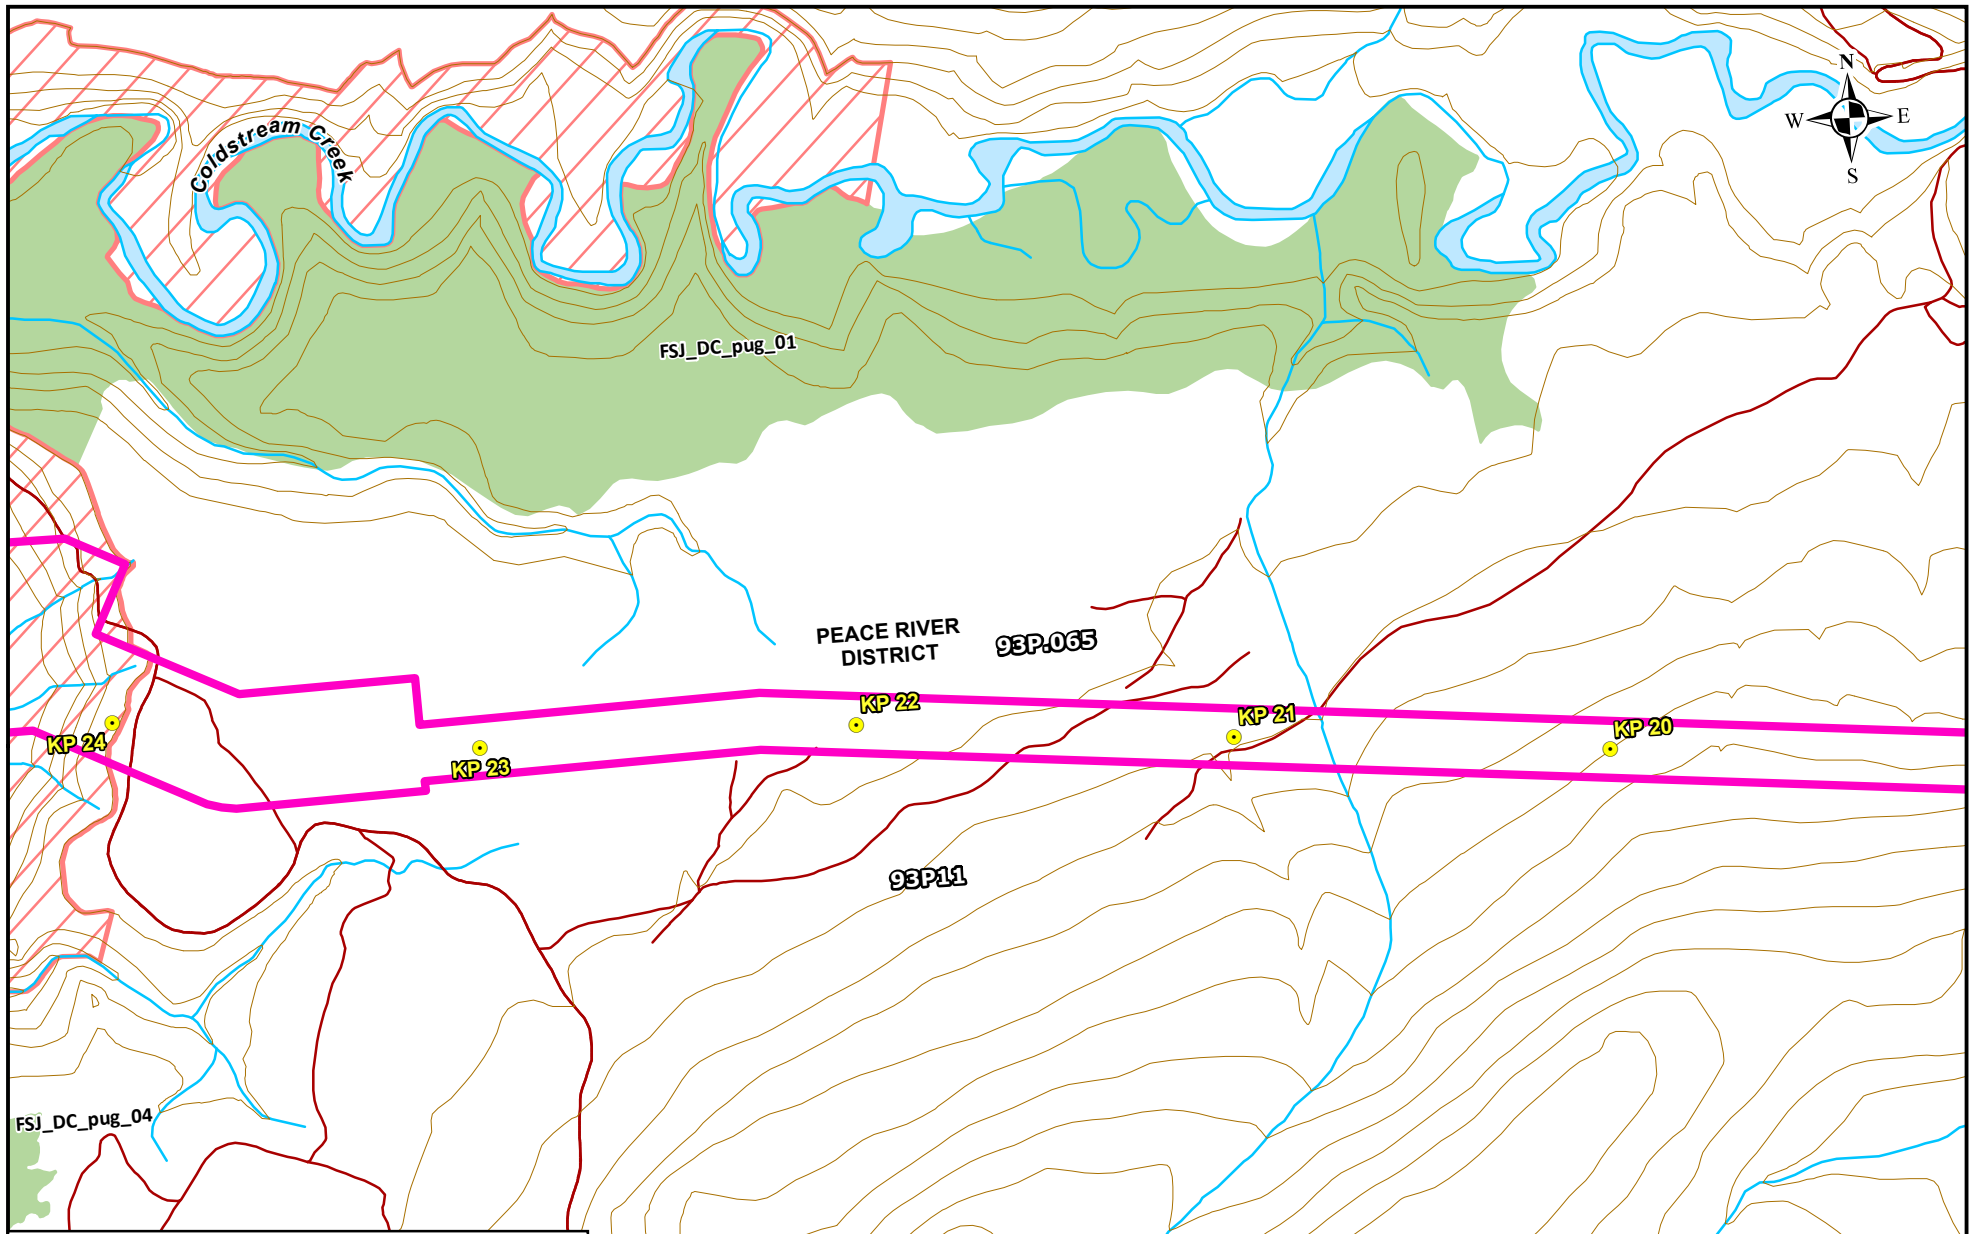 N
W E
S
Coldstream Creek
FSJ_DC_pug_01
PEACE RIVER
DISTRICT
93P.065
KP 22
KP 21
KP 20
KP 24
KP 23
93P11
FSJ_DC_pug_04